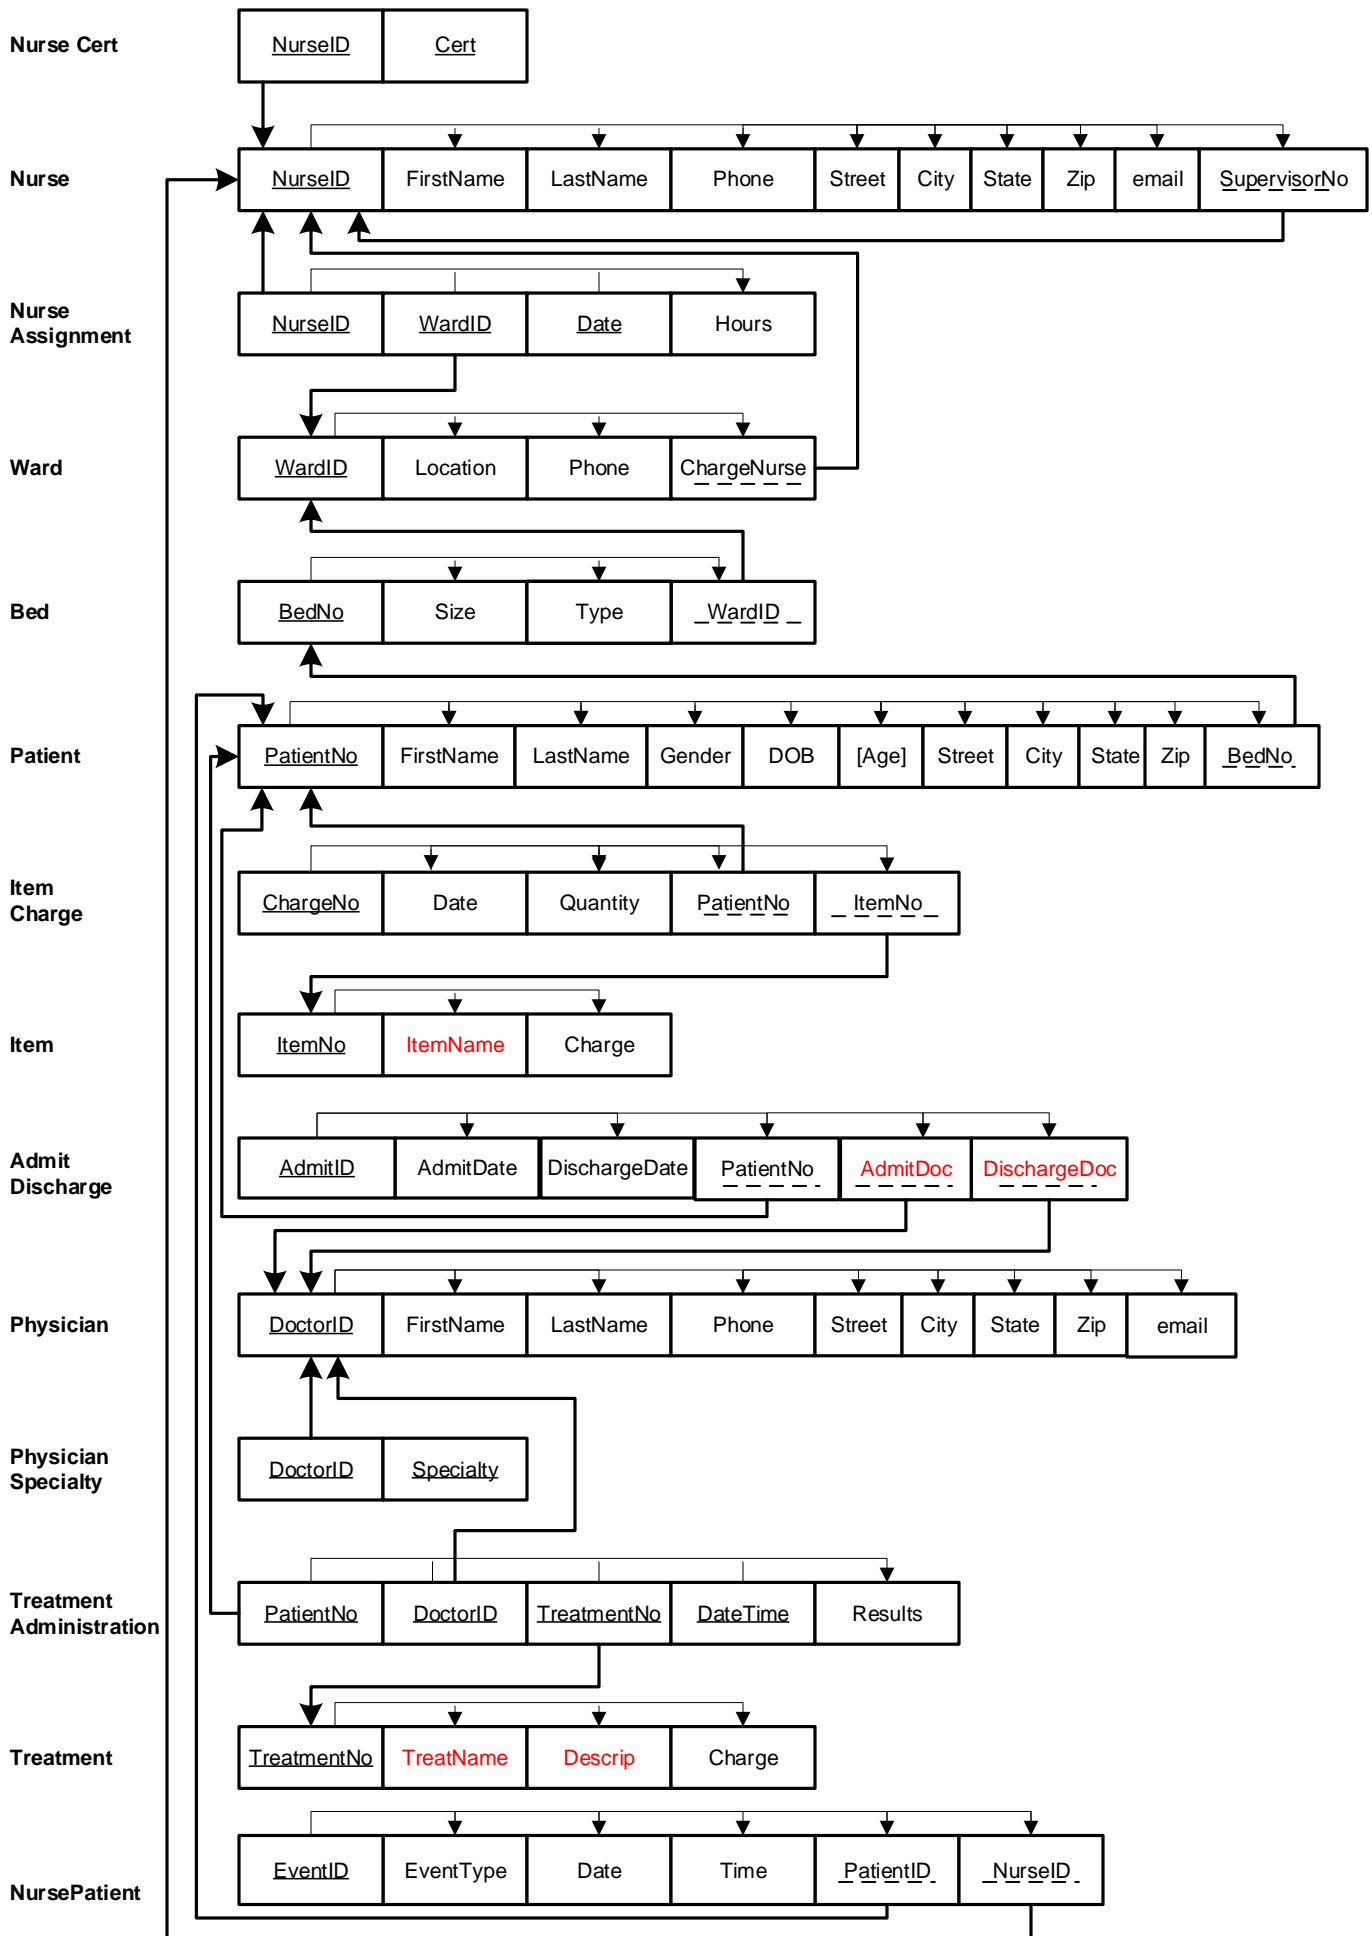 Nurse Cert
NurseID Cert
Nurse
NurseID FirstName LastName Phone Street City State Zip email SupervisorNo
Nurse
Assignment
NurseID WardID Date Hours
Ward
WardID Location Phone ChargeNurse
Bed
BedNo Size Type WardID
Patient
PatientNo FirstName LastName Gender DOB [Age] Street City State Zip BedNo
Item
Charge
ChargeNo Date Quantity PatientNo ItemNo
Item
ItemNo ItemName Charge
Admit
Discharge
AdmitID AdmitDate DischargeDate PatientNo AdmitDoc DischargeDoc
Physician
DoctorID FirstName LastName Phone Street City State Zip email
Physician
Specialty
DoctorID Specialty
Treatment
Administration
PatientNo DoctorID TreatmentNo DateTime Results
Treatment
TreatmentNo TreatName Descrip Charge
NursePatient
EventID EventType Date Time PatientID NurseID